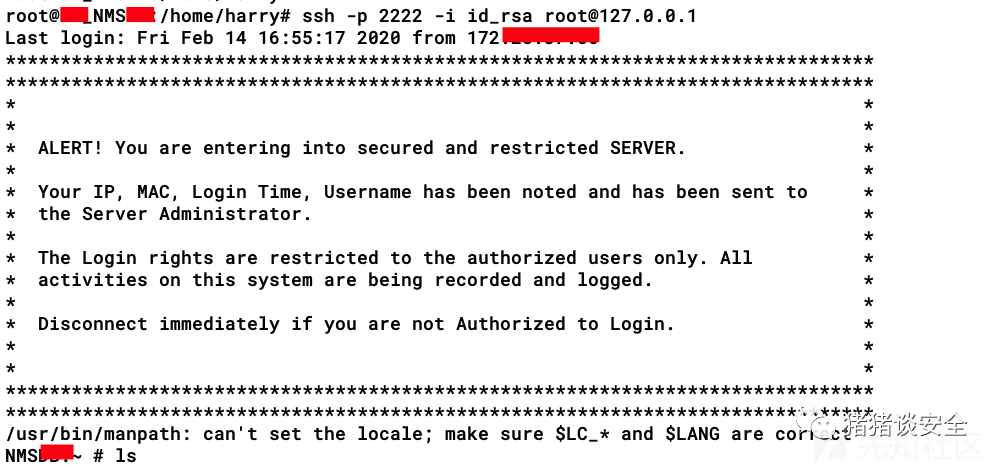 root@ _NMS :/home/harry# ssh -p 2222 -i id_rsa root@127.0.0.1
Last login: Fri Feb 14 16:55:17 2020 from 172
*******************************************************************************
*******************************************************************************
* *
* *
* ALERT! You are entering into secured and restricted SERVER. *
* *
* Your IP, MAC, Login Time, Username has been noted and has been sent to *
* the Server Administrator. *
* *
* The Login rights are restricted to the authorized users only. All *
* activities on this system are being recorded and logged. *
* *
* Disconnect immediately if you are not Authorized to Login. *
* *
* *
*******************************************************************************
*******************************************************************************
/usr/bin/manpath: can't set the locale; make sure $LC_* and $LANG are correct
NMS :~ # ls
猪猪谈安全
先知社区